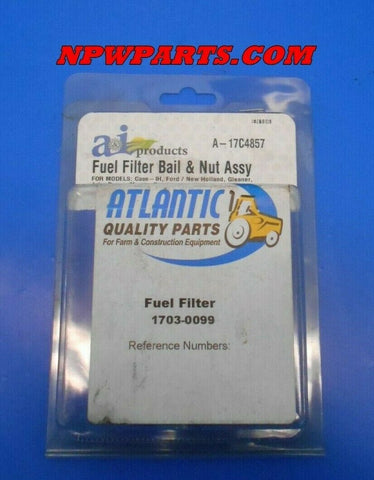 NPWPARTS.COM
a&i products
A-17C4857
Fuel Filter Bail & Nut Assy
FOR MODELS: Case-IH, Ford / New Holland, Gleaner,
ATLANTIC
QUALITY PARTS
For Farm & Construction Equipment
Fuel Filter
1703-0099
Reference Numbers: